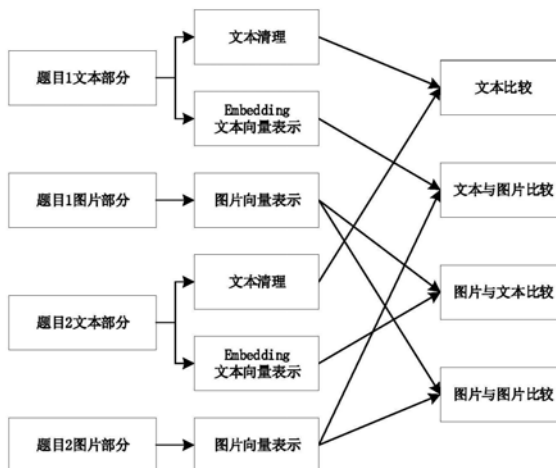 题目1文本部分
文本清理
Embedding
文本向量表示
题目1图片部分
图片向量表示
题目2文本部分
文本清理
Embedding
文本向量表示
题目2图片部分
图片向量表示
文本比较
文本与图片比较
图片与文本比较
图片与图片比较